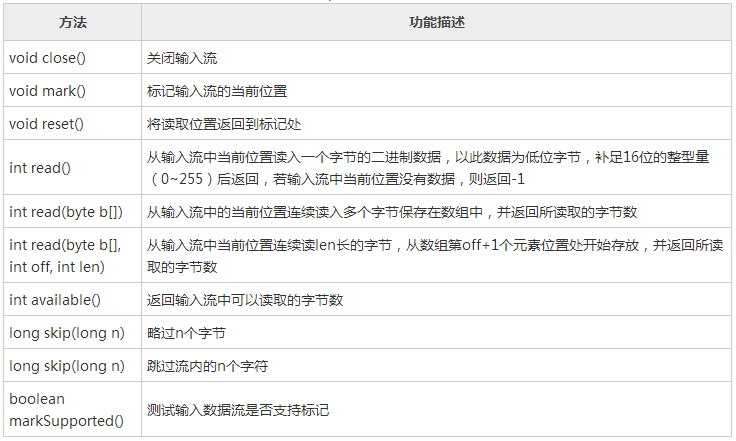 方法 功能描述
void close() 关闭输入流
void mark() 标记输入流的当前位置
void reset() 将读取位置返回到标记处
int read() 从输入流中当前位置读入一个字节的二进制数据，以此数据为低位字节，补足16位的整型量
（0~255）后返回，若输入流中当前位置没有数据，则返回-1
int read(byte b[]) 从输入流中的当前位置连续读入多个字节保存在数组中，并返回所读取的字节数
int read(byte b[],
int off, int len)
从输入流中当前位置连续读len长的字节，从数组第off+1个元素位置处开始存放，并返回所读
取的字节数
int available() 返回输入流中可以读取的字节数
long skip(long n) 略过n个字节
long skip(long n) 跳过流内的n个字符
boolean
markSupported()
测试输入数据流是否支持标记